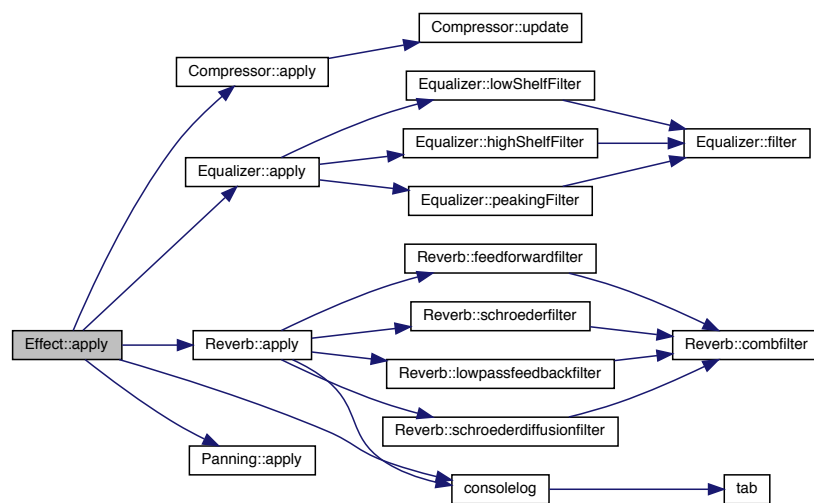 Compressor::update
Compressor::apply
Equalizer::lowShelfFilter
Equalizer::highShelfFilter
Equalizer::filter
Equalizer::apply
Equalizer::peakingFilter
Reverb::feedforwardfilter
Reverb::schroederfilter
Effect::apply
Reverb::apply
Reverb::combfilter
Reverb::lowpassfeedbackfilter
Reverb::schroederdiffusionfilter
Panning::apply
consolelog
tab